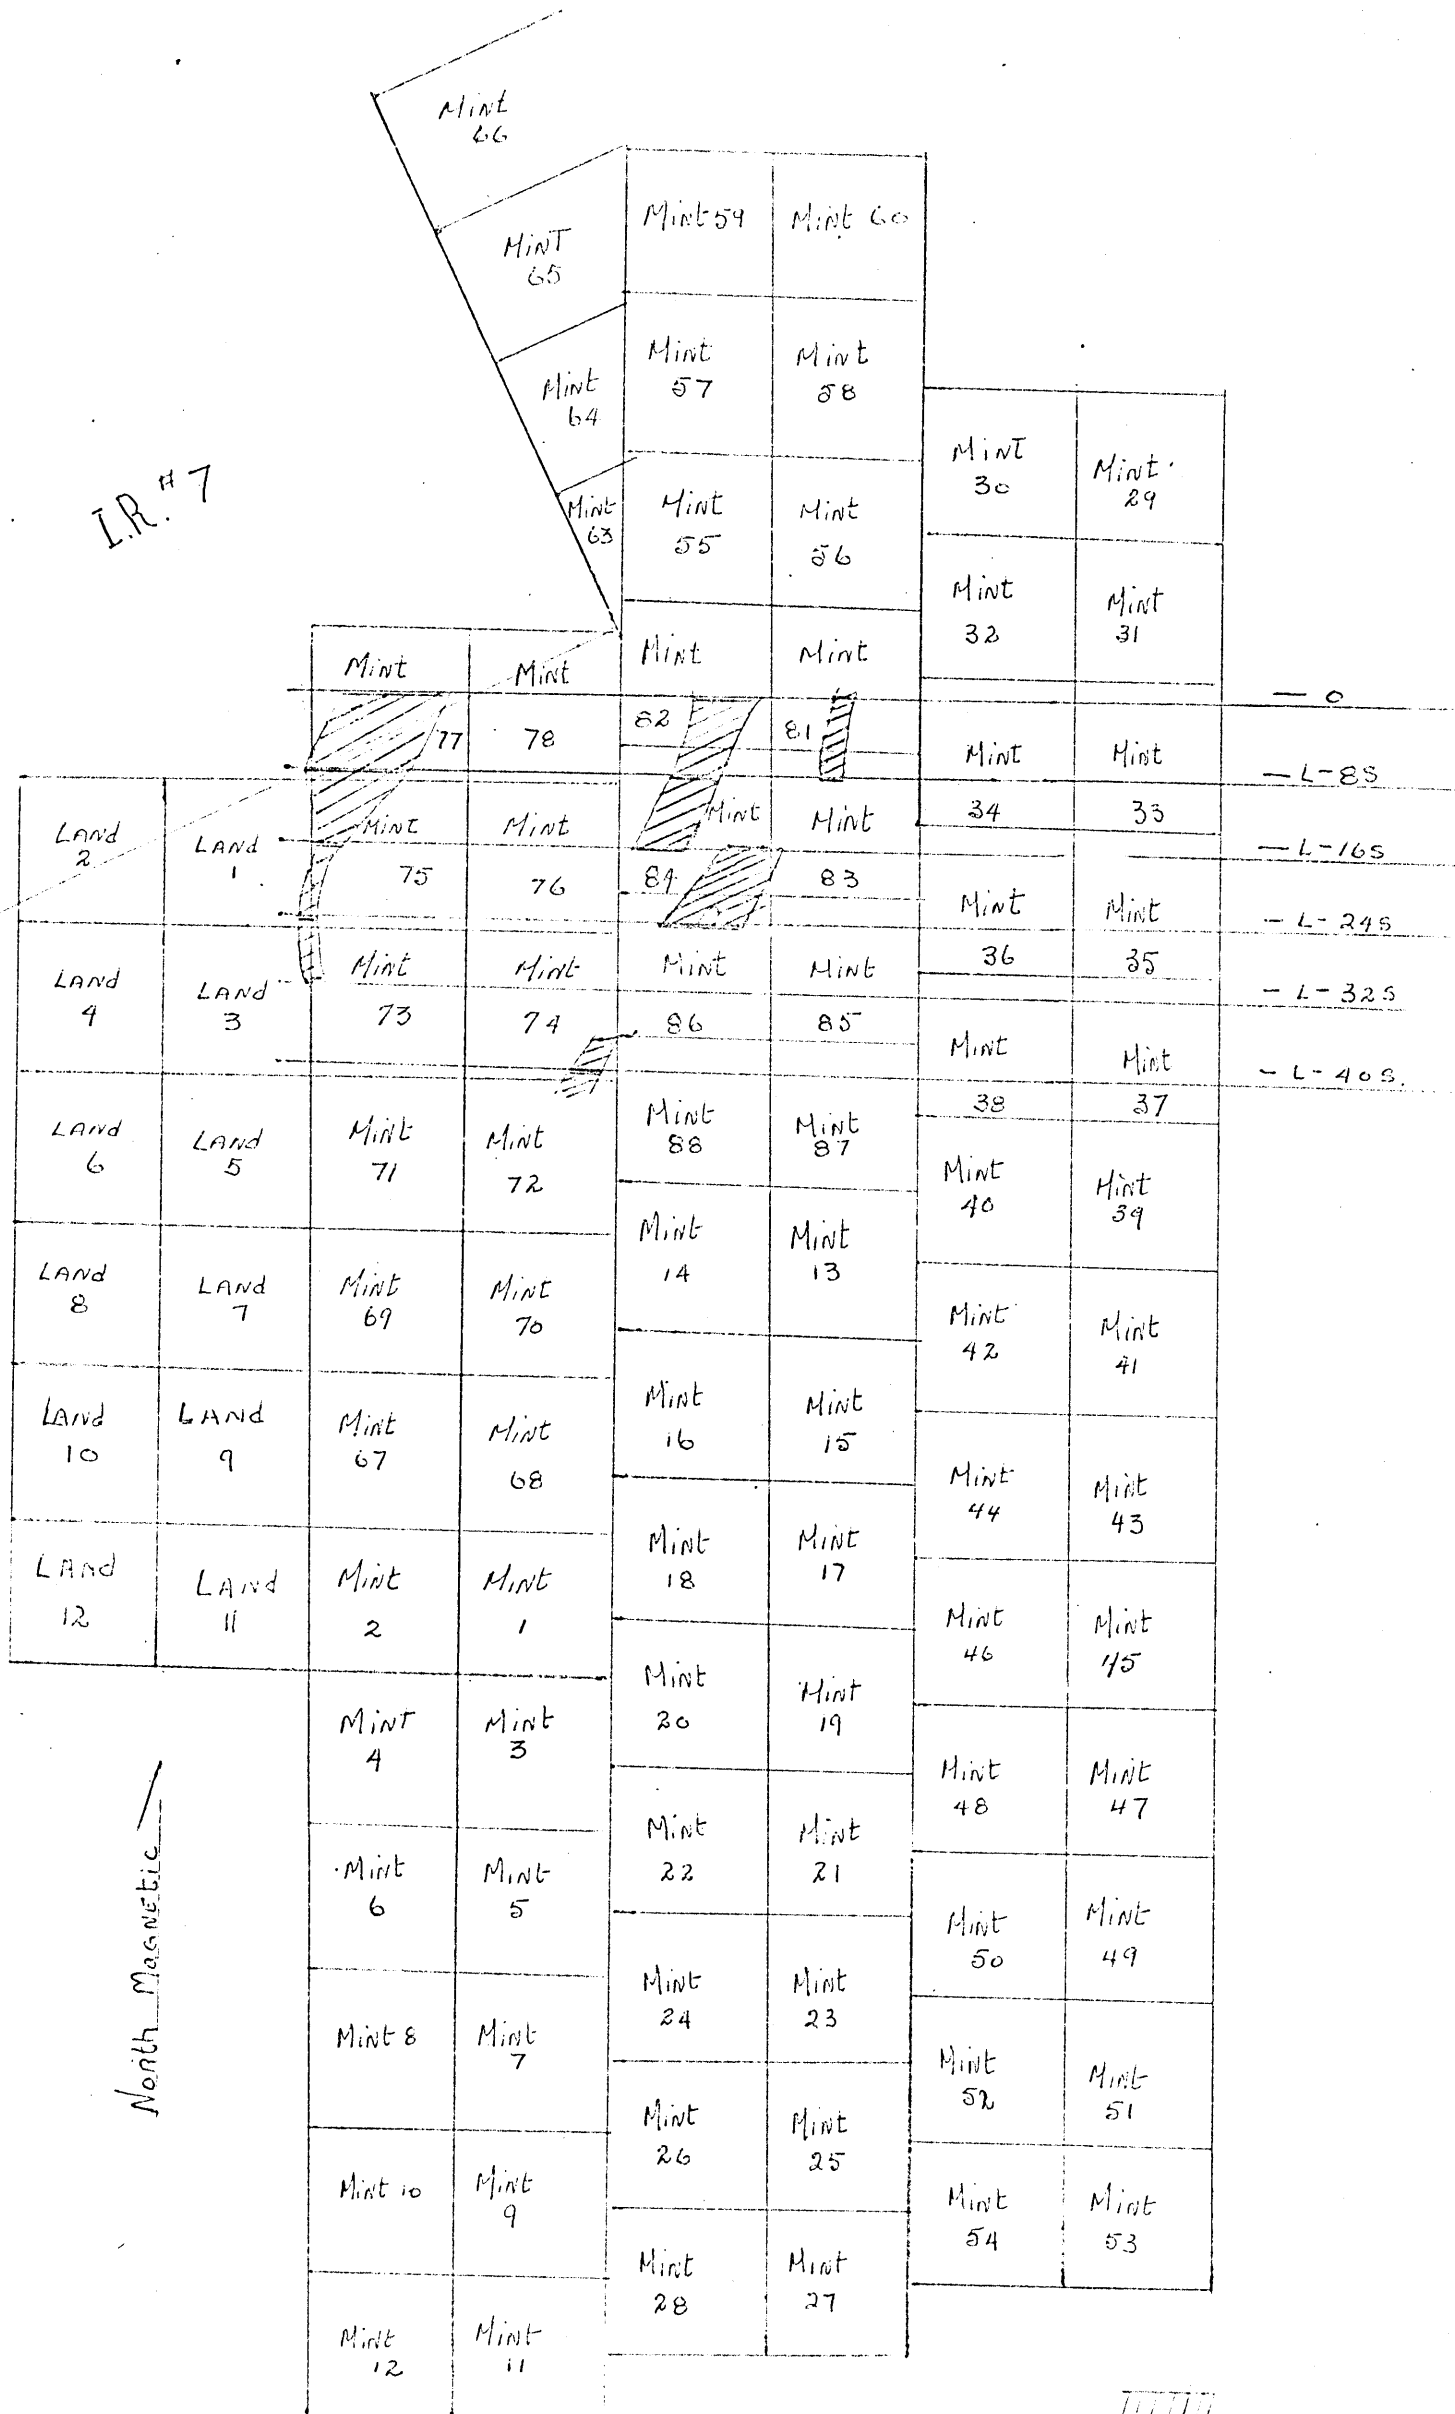 Mint
66
MinT
65
Mint 59
Mint 60
Mint
64
Mint
57
Mint
58
I.R. #7
Mint
63
Mint
55
Mint
56
MinT
30
Mint
29
Mint
32
Mint
31
Mint
77
Mint
78
Mint
82
Mint
81
— 0
Mint
34
Mint
33
— L-8S
LAND
2
LAND
1
Mint
75
Mint
76
Mint
84
Mint
83
— L-16S
Mint
36
Mint
35
— L-24S
LAND
4
LAND
3
Mint
73
Mint
74
Mint
86
Mint
85
— L-32S
Mint
38
Mint
37
— L-40S.
LAND
6
LAND
5
Mint
71
Mint
72
Mint
88
Mint
87
Mint
40
Mint
39
LAND
8
LAND
7
Mint
69
Mint
70
Mint
14
Mint
13
Mint
42
Mint
41
LAND
10
LAND
9
Mint
67
Mint
68
Mint
16
Mint
15
Mint
44
Mint
43
LAND
12
LAND
11
Mint
2
Mint
1
Mint
18
Mint
17
Mint
46
Mint
45
Mint
4
Mint
3
Mint
20
Mint
19
Mint
48
Mint
47
Mint
6
Mint
5
Mint
22
Mint
21
Mint
50
Mint
49
North Magnetic
Mint 8
Mint
7
Mint
24
Mint
23
Mint
52
Mint
51
Mint 10
Mint
9
Mint
26
Mint
25
Mint
54
Mint
53
Mint
12
Mint
11
Mint
28
Mint
27